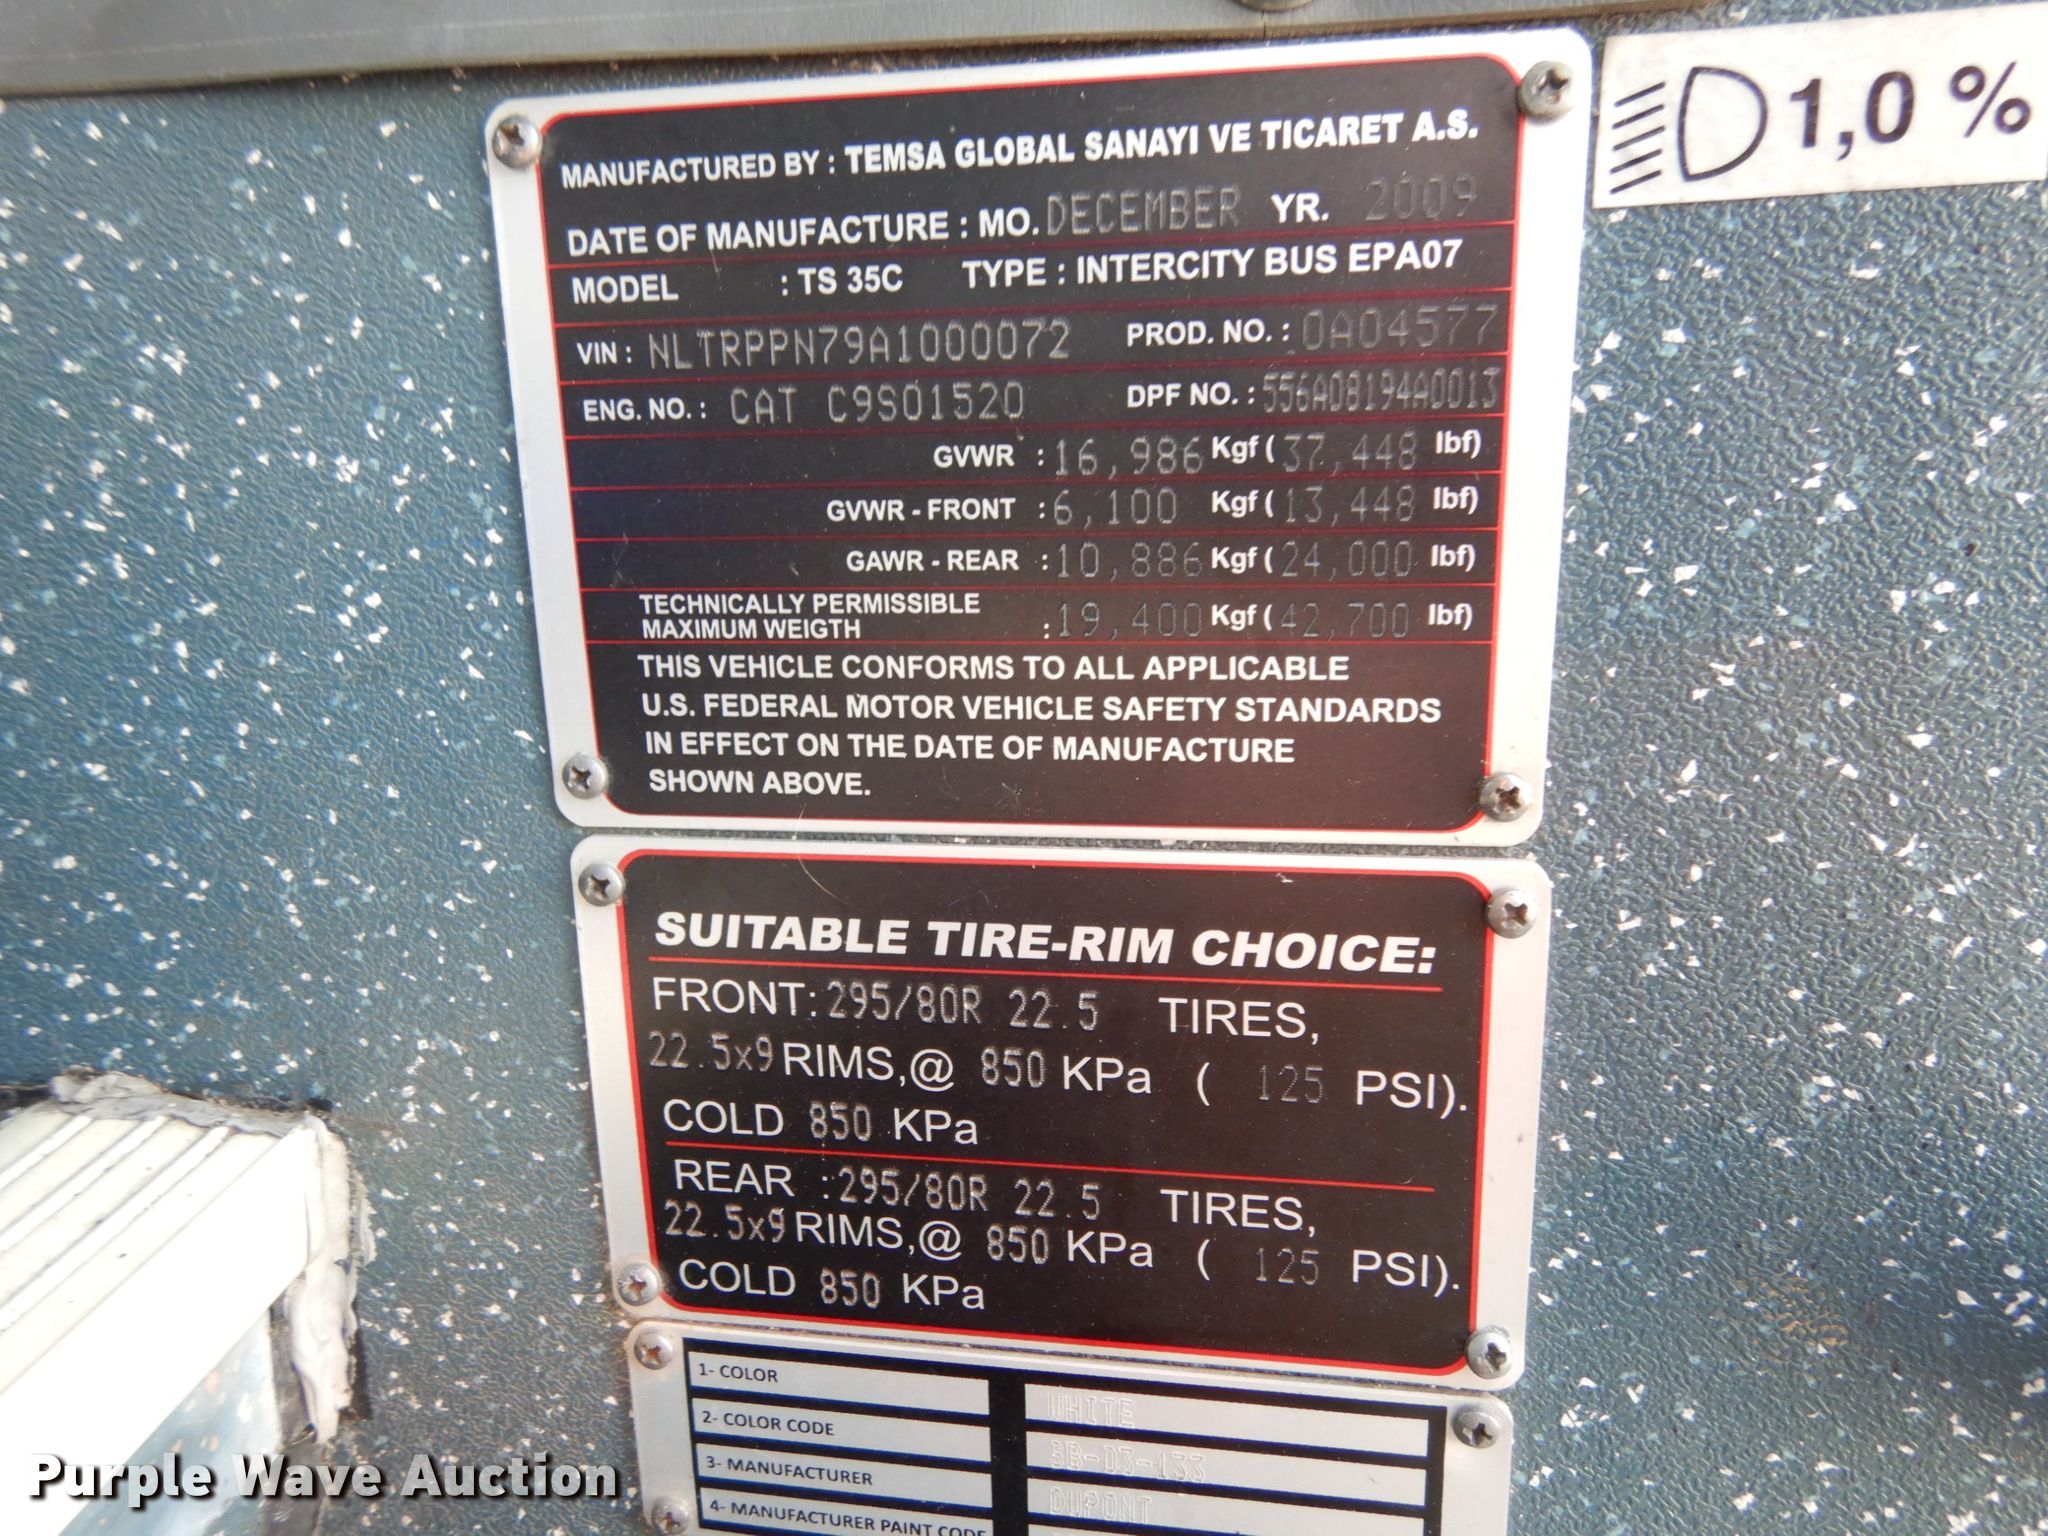 1,0 %
MANUFACTURED BY : TEMSA GLOBAL SANAYI VE TICARET A.S.
DATE OF MANUFACTURE : MO. DECEMBER YR. 2009
MODEL : TS 35C TYPE : INTERCITY BUS EPA07
VIN : NLTRPPN79A1000072 PROD. NO. : 0A04577
ENG. NO. : CAT C9S01520 DPF NO. : 556A08194A0013
GVWR : 16,986 Kgf ( 37,448 lbf)
GVWR - FRONT : 6,100 Kgf ( 13,448 lbf)
GAWR - REAR : 10,886 Kgf ( 24,000 lbf)
TECHNICALLY PERMISSIBLE
MAXIMUM WEIGTH : 19,400 Kgf ( 42,700 lbf)
THIS VEHICLE CONFORMS TO ALL APPLICABLE
U.S. FEDERAL MOTOR VEHICLE SAFETY STANDARDS
IN EFFECT ON THE DATE OF MANUFACTURE
SHOWN ABOVE.
SUITABLE TIRE-RIM CHOICE:
FRONT: 295/80R 22.5 TIRES,
22.5x9 RIMS,@ 850 KPa ( 125 PSI).
COLD 850 KPa
REAR : 295/80R 22.5 TIRES,
22.5x9 RIMS,@ 850 KPa ( 125 PSI).
COLD 850 KPa
1- COLOR WHITE
2- COLOR CODE SB-03-133
3- MANUFACTURER DUPONT
4- MANUFACTURER PAINT CODE
Purple Wave Auction